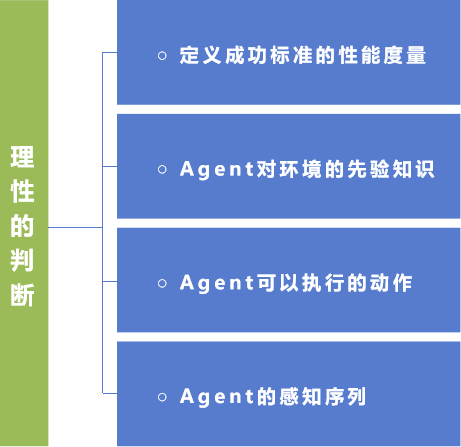 理性的判断
定义成功标准的性能度量
Agent对环境的先验知识
Agent可以执行的动作
Agent的感知序列